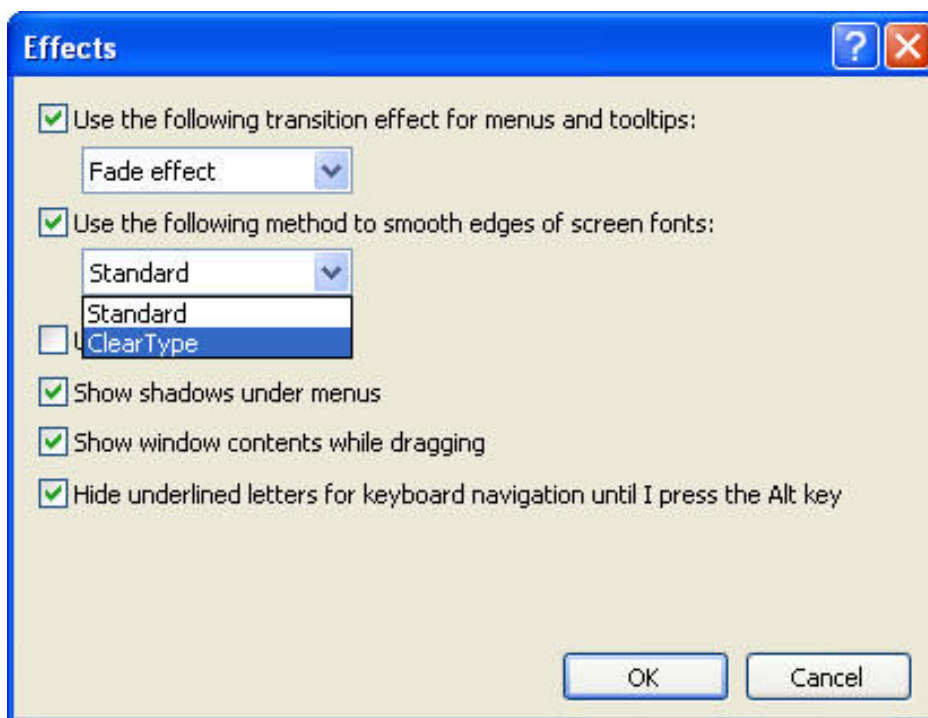 Effects
Use the following transition effect for menus and tooltips:
Fade effect
Use the following method to smooth edges of screen fonts:
Standard
Standard
ClearType
Show shadows under menus
Show window contents while dragging
Hide underlined letters for keyboard navigation until I press the Alt key
OK Cancel